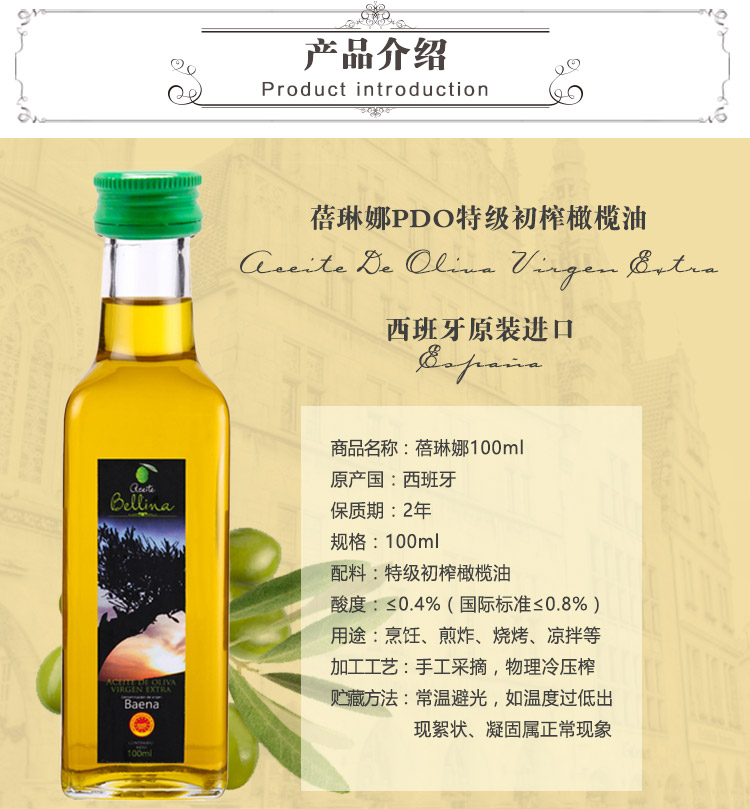 产品介绍
Product introduction
蓓琳娜PDO特级初榨橄榄油
Aceite De Oliva Virgen Extra
西班牙原装进口
España
商品名称：蓓琳娜100ml
原产国：西班牙
保质期：2年
规格：100ml
配料：特级初榨橄榄油
酸度：≤0.4%（国际标准≤0.8%）
用途：烹饪、煎炸、烧烤、凉拌等
加工工艺：手工采摘，物理冷压榨
贮藏方法：常温避光，如温度过低出
现絮状、凝固属正常现象
Aceite
Bellina
ACEITE DE OLIVA
VIRGEN EXTRA
Baena
100ml